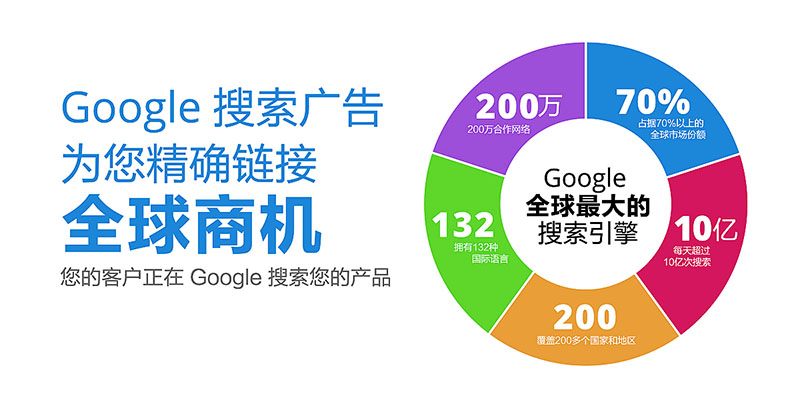 Google 搜索广告
为您精确链接
全球商机
您的客户正在 Google 搜索您的产品
200万
200万合作网络
70%
占据70%以上的
全球市场份额
Google
全球最大的
搜索引擎
132
拥有132种
国际语言
10亿
每天超过
10亿次搜索
200
覆盖200多个国家和地区